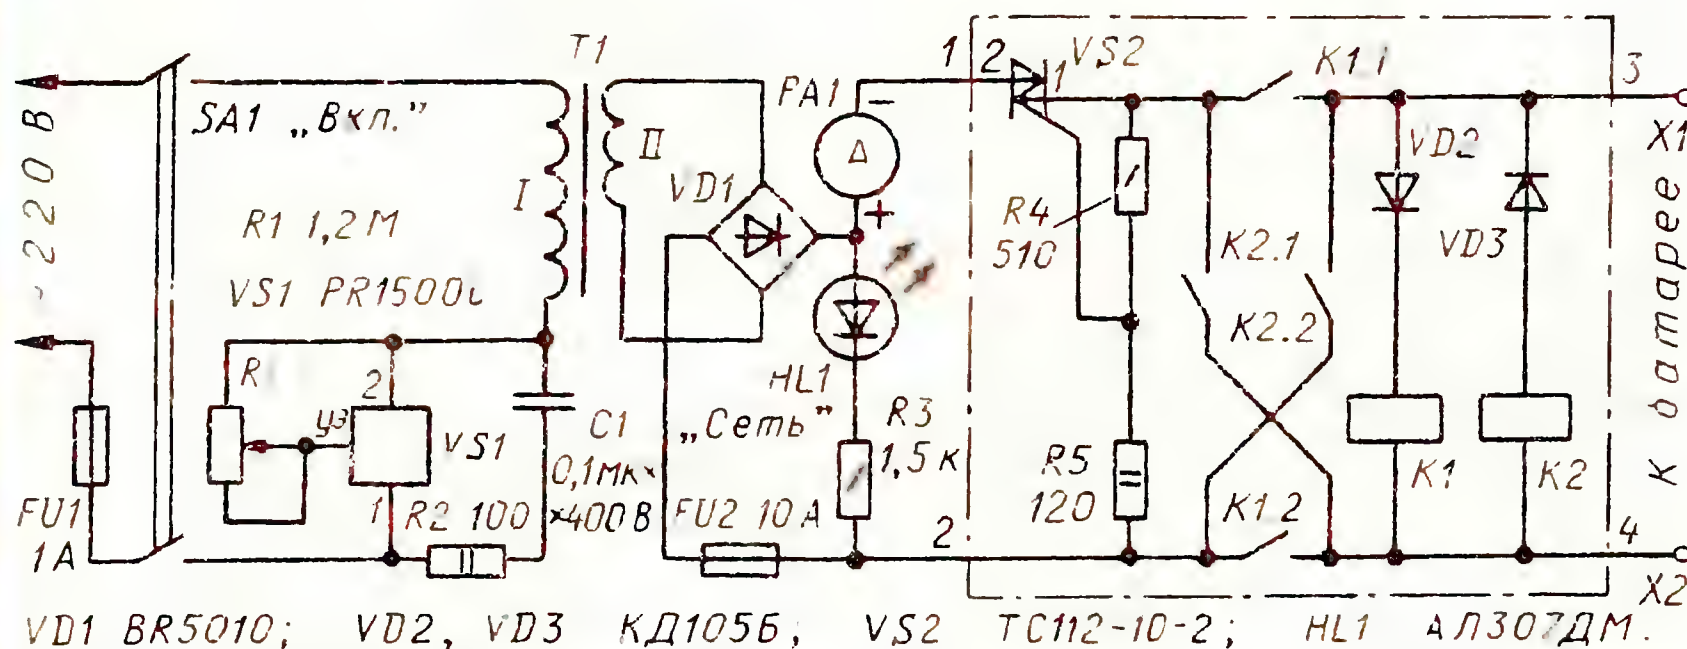 ~220 В
SA1 „Вкл.”
T1
I
II
R1 1,2 М
VS1 PR1500
R
2
УЭ
VS1
1
R2 100
C1
0,1мк×
×400 В
FU1
1А
VD1
PA1
−
+
HL1
„Сеть”
R3
1,5 к
FU2 10 А
1
2
2
1
VS2
R4
510
R5
120
K1.1
K2.1
K2.2
K1.2
VD2
VD3
K1
K2
3
X1
4
X2
К батарее
VD1 BR5010; VD2, VD3 КД105Б; VS2 ТС112-10-2; HL1 АЛ307ДМ.